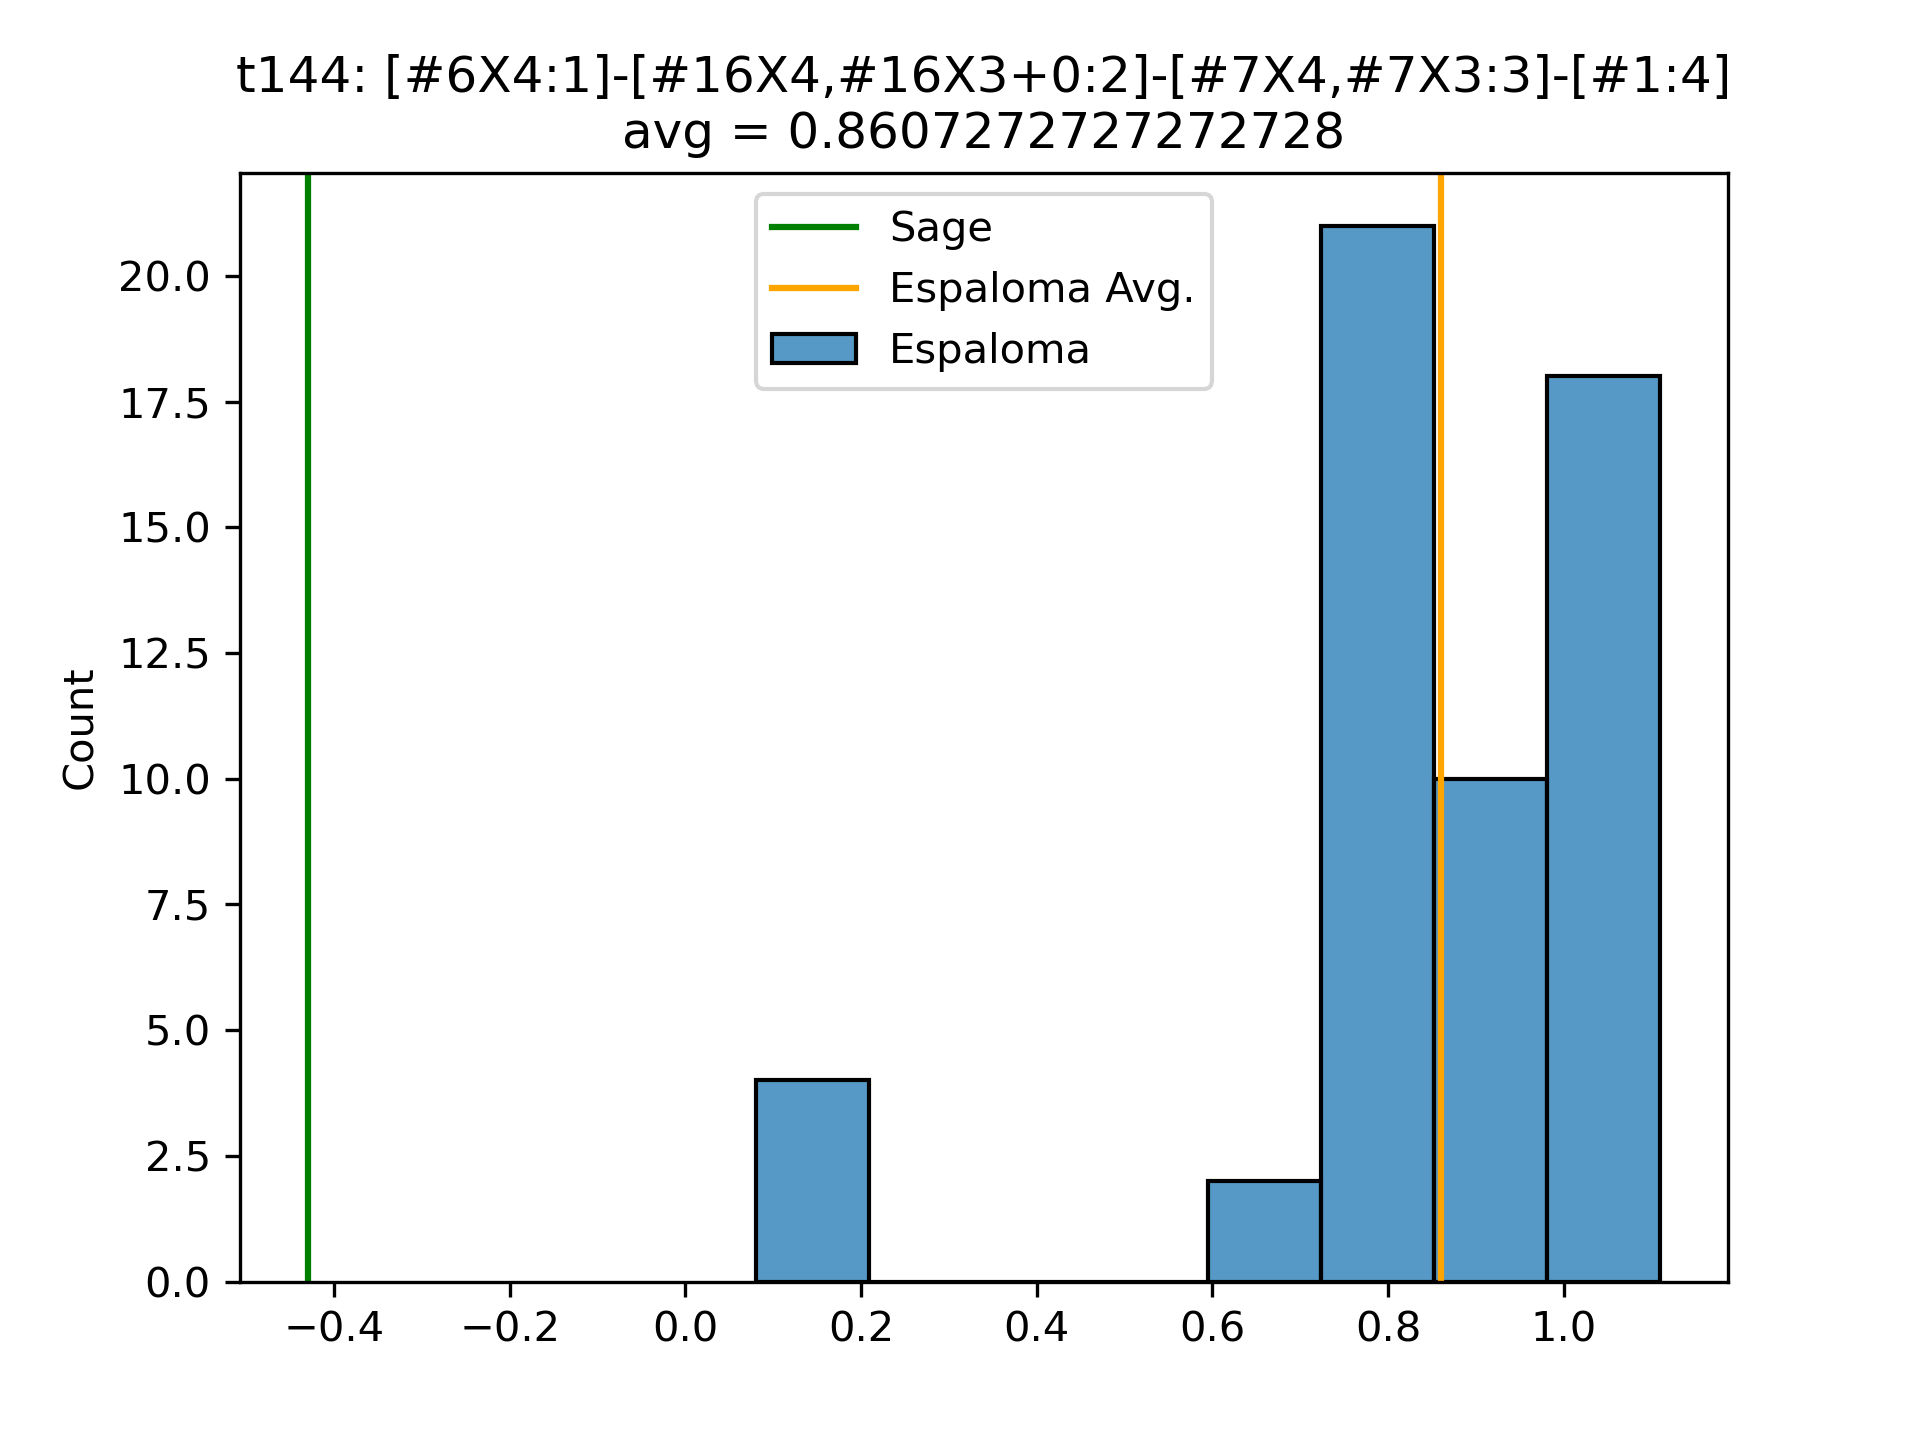 t144: [#6X4:1]-[#16X4,#16X3+0:2]-[#7X4,#7X3:3]-[#1:4]
avg = 0.8607272727272728
Sage
Espaloma Avg.
Espaloma
20.0
17.5
15.0
12.5
10.0
7.5
5.0
2.5
0.0
Count
−0.4 −0.2 0.0 0.2 0.4 0.6 0.8 1.0